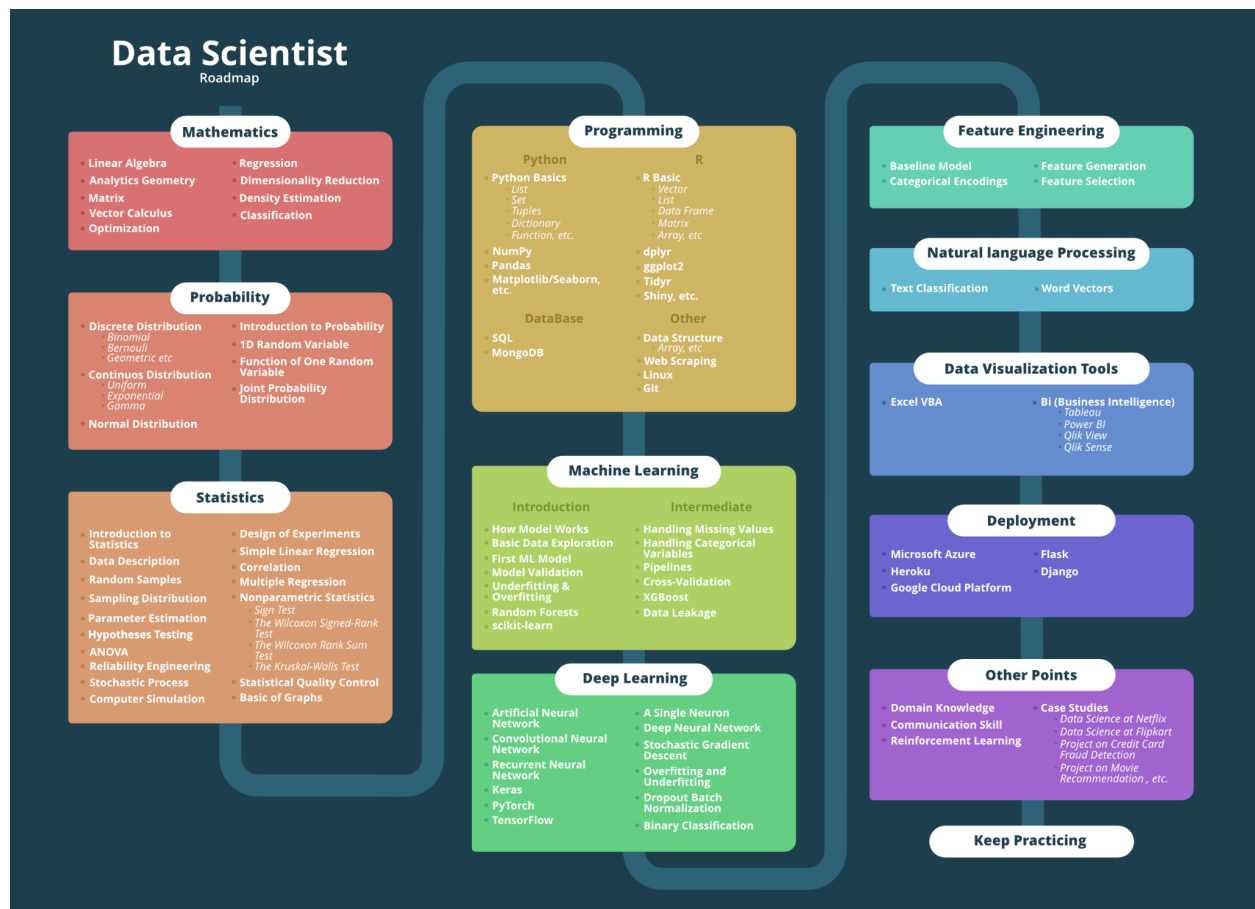 Data Scientist
Roadmap
Mathematics
Linear Algebra
Analytics Geometry
Matrix
Vector Calculus
Optimization
Regression
Dimensionality Reduction
Density Estimation
Classification
Probability
Discrete Distribution
Binomial
Bernouli
Geometric etc
Continuos Distribution
Uniform
Exponential
Gamma
Normal Distribution
Introduction to Probability
1D Random Variable
Function of One Random
Variable
Joint Probability
Distribution
Statistics
Introduction to
Statistics
Data Description
Random Samples
Sampling Distribution
Parameter Estimation
Hypotheses Testing
ANOVA
Reliability Engineering
Stochastic Process
Computer Simulation
Design of Experiments
Simple Linear Regression
Correlation
Multiple Regression
Nonparametric Statistics
Sign Test
The Wilcoxon Signed-Rank
Test
The Wilcoxon Rank Sum
Test
The Kruskal-Walls Test
Statistical Quality Control
Basic of Graphs
Programming
Python
Python Basics
List
Set
Tuples
Dictionary
Function, etc.
NumPy
Pandas
Matplotlib/Seaborn,
etc.
R
R Basic
Vector
List
Data Frame
Matrix
Array, etc
dplyr
ggplot2
Tidyr
Shiny, etc.
DataBase
SQL
MongoDB
Other
Data Structure
Array, etc
Web Scraping
Linux
Git
Machine Learning
Introduction
How Model Works
Basic Data Exploration
First ML Model
Model Validation
Underfitting &
Overfitting
Random Forests
scikit-learn
Intermediate
Handling Missing Values
Handling Categorical
Variables
Pipelines
Cross-Validation
XGBoost
Data Leakage
Deep Learning
Artificial Neural
Network
Convolutional Neural
Network
Recurrent Neural
Network
Keras
PyTorch
TensorFlow
A Single Neuron
Deep Neural Network
Stochastic Gradient
Descent
Overfitting and
Underfitting
Dropout Batch
Normalization
Binary Classification
Feature Engineering
Baseline Model
Categorical Encodings
Feature Generation
Feature Selection
Natural language Processing
Text Classification
Word Vectors
Data Visualization Tools
Excel VBA
Bi (Business Intelligence)
Tableau
Power BI
Qlik View
Qlik Sense
Deployment
Microsoft Azure
Heroku
Google Cloud Platform
Flask
Django
Other Points
Domain Knowledge
Communication Skill
Reinforcement Learning
Case Studies
Data Science at Netflix
Data Science at Flipkart
Project on Credit Card
Fraud Detection
Project on Movie
Recommendation , etc.
Keep Practicing